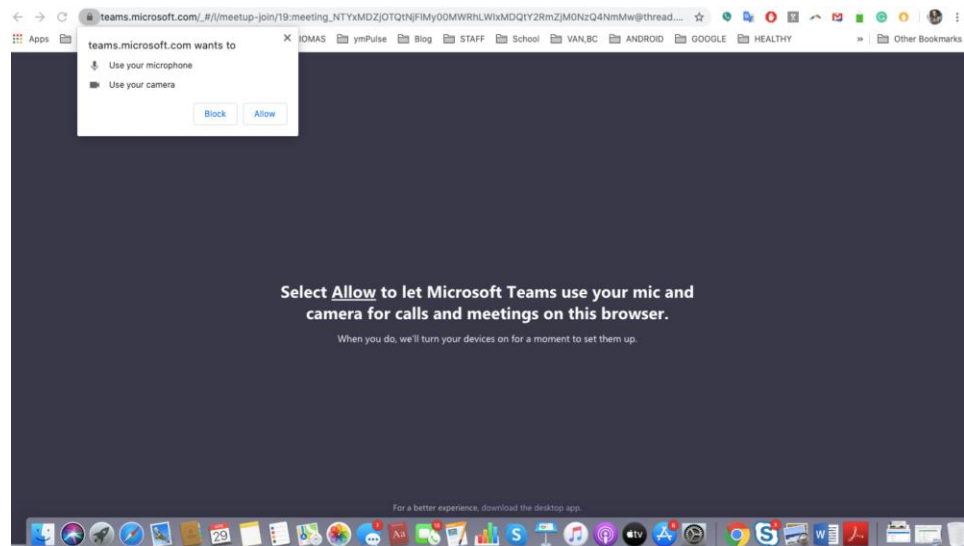 teams.microsoft.com/_#/l/meetup-join/19:meeting_NTYxMDZjOTQtNjFlMy00MWRhLWIxMDQtY2RmZjM0NzQ4NmMw@thread....
Apps
OMAS ymPulse Blog STAFF School VAN,BC ANDROID GOOGLE HEALTHY » Other Bookmarks
teams.microsoft.com wants to
Use your microphone
Use your camera
Block Allow
Select Allow to let Microsoft Teams use your mic and
camera for calls and meetings on this browser.
When you do, we'll turn your devices on for a moment to set them up.
For a better experience, download the desktop app.
29
tv